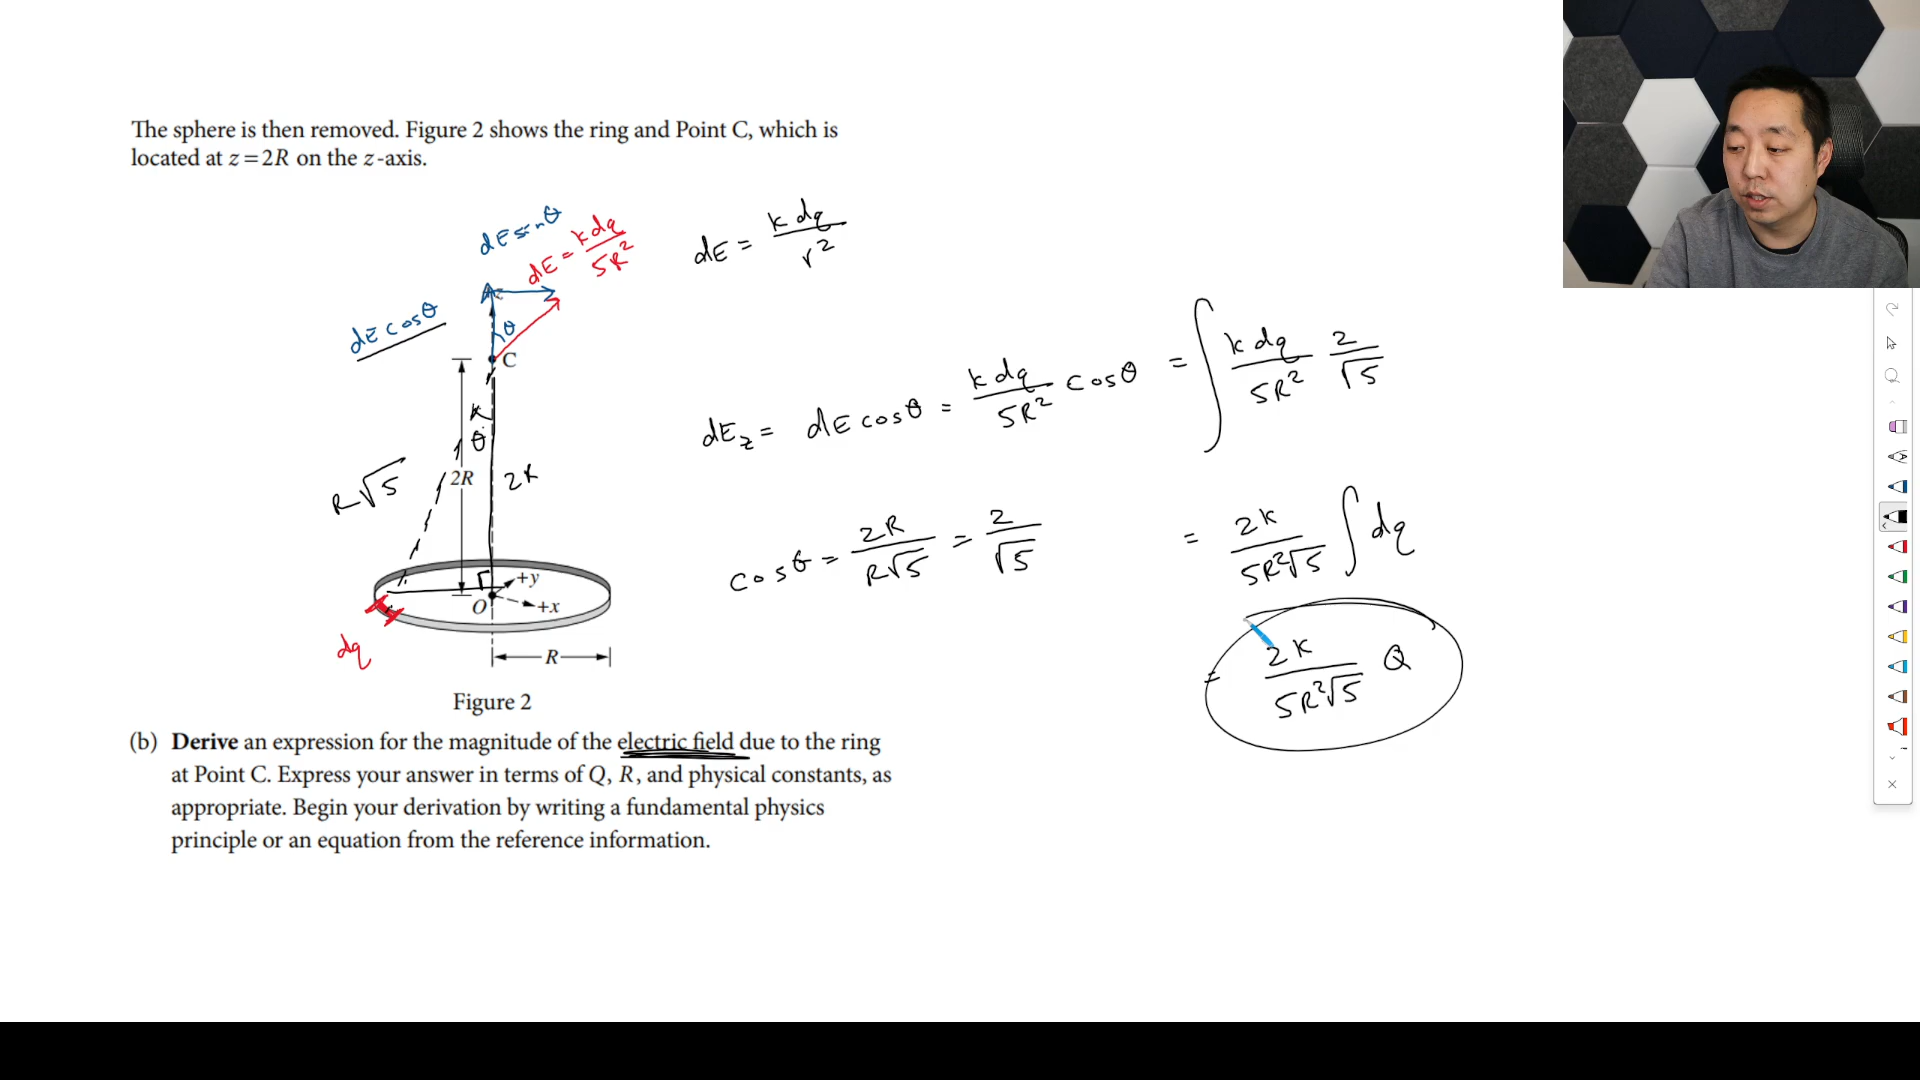 The sphere is then removed. Figure 2 shows the ring and Point C, which is
located at z = 2R on the z-axis.
dE sinθ
dE = k dq / 5R²
dE = k dq / r²
dE cosθ
θ
C
dE_z = dE cosθ = k dq / 5R² cosθ = ∫ k dq / 5R² 2 / √5
θ
R√5
2R
2R
cosθ = 2R / R√5 = 2 / √5
= 2k / 5R²√5 ∫ dq
+y
O
+x
dq
R
= 2k / 5R²√5 Q
Figure 2
(b) Derive an expression for the magnitude of the electric field due to the ring
at Point C. Express your answer in terms of Q, R, and physical constants, as
appropriate. Begin your derivation by writing a fundamental physics
principle or an equation from the reference information.